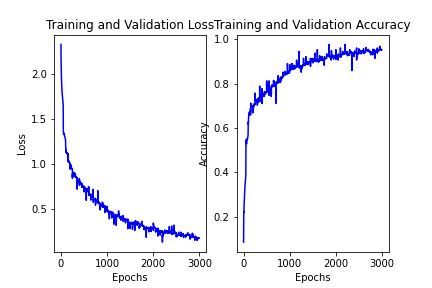 Training and Validation Loss
2.0
1.5
1.0
0.5
Loss
0
1000
2000
3000
Epochs
Training and Validation Accuracy
1.0
0.8
0.6
0.4
0.2
Accuracy
0
1000
2000
3000
Epochs